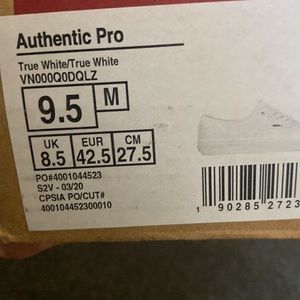 Authentic Pro
True White/True White
VN000Q0DQLZ
9.5 M
UK EUR CM
8.5 42.5 27.5
PO#4001044523
S2V - 03/20
CPSIA PO/CUT#
400104452300010
1 90285 2723